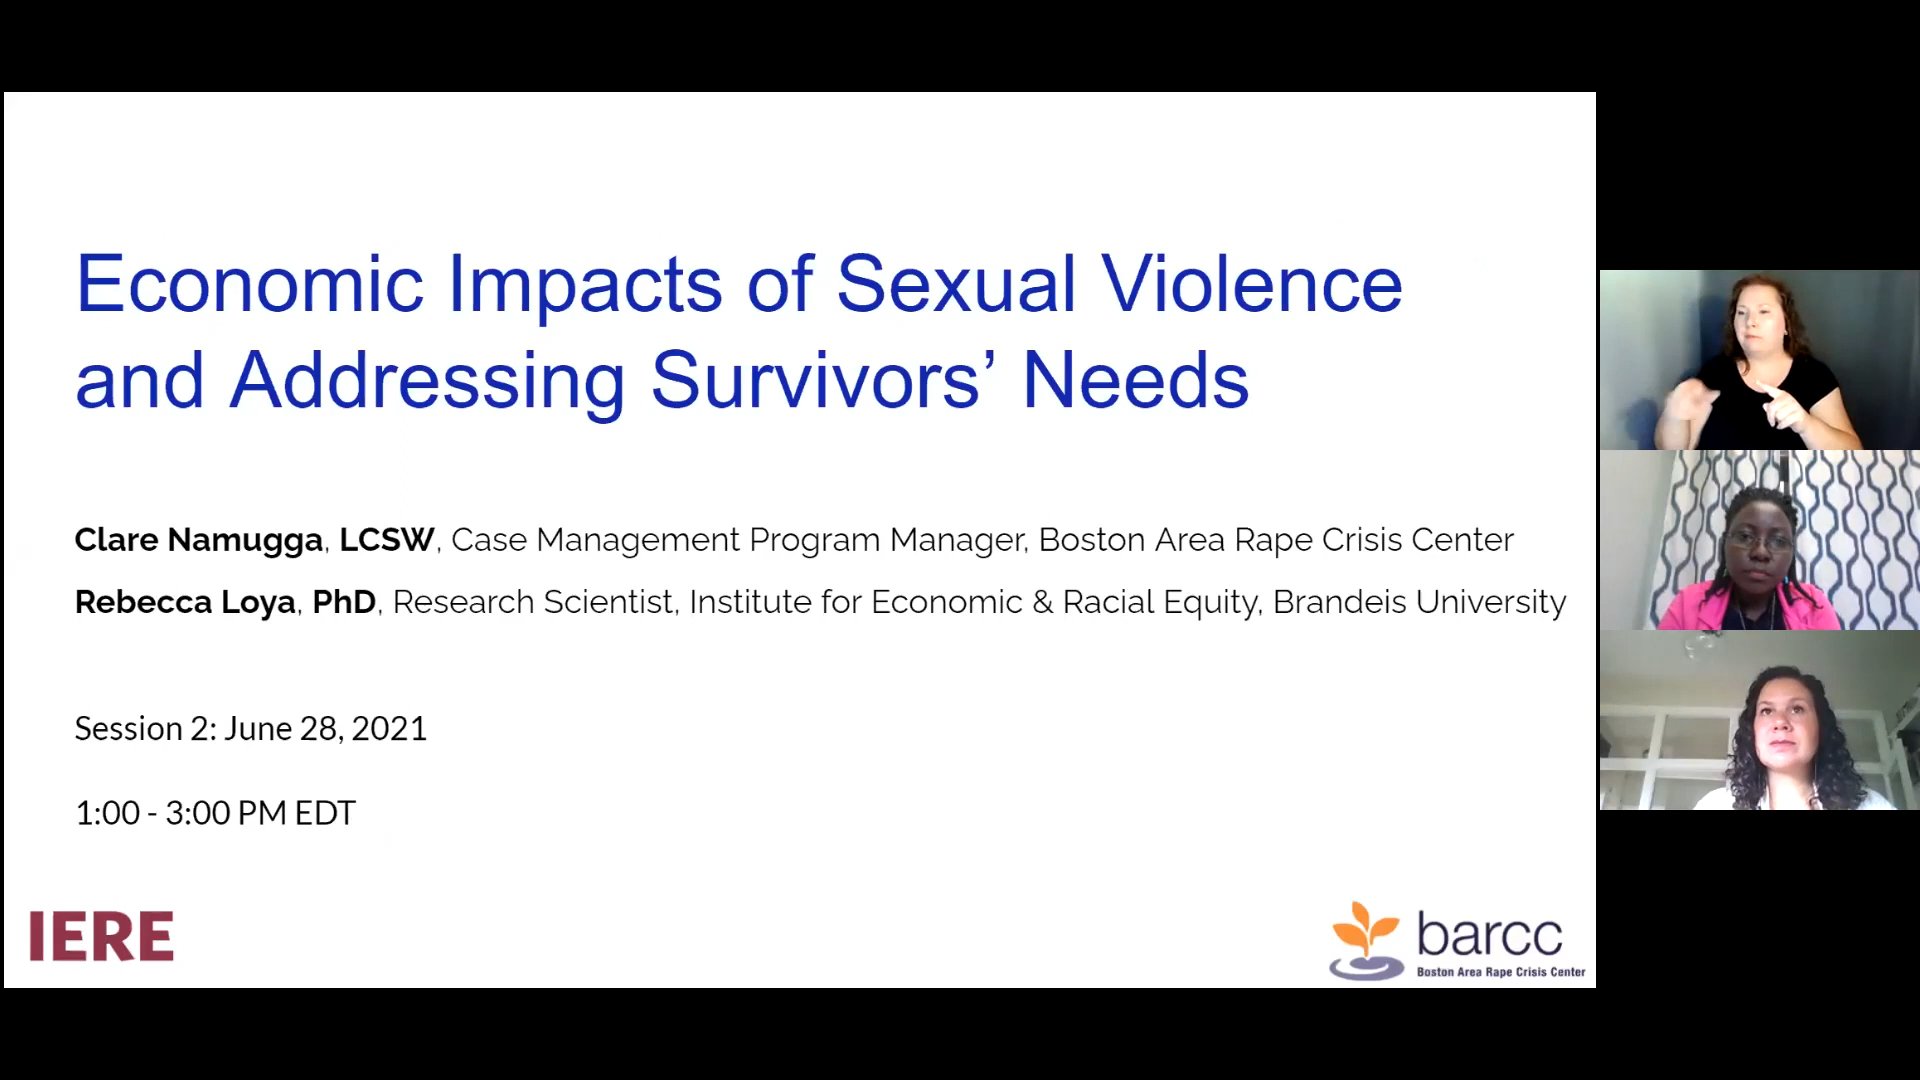 Economic Impacts of Sexual Violence
and Addressing Survivors’ Needs
Clare Namugga, LCSW, Case Management Program Manager, Boston Area Rape Crisis Center
Rebecca Loya, PhD, Research Scientist, Institute for Economic & Racial Equity, Brandeis University
Session 2: June 28, 2021
1:00 - 3:00 PM EDT
IERE
barcc
Boston Area Rape Crisis Center